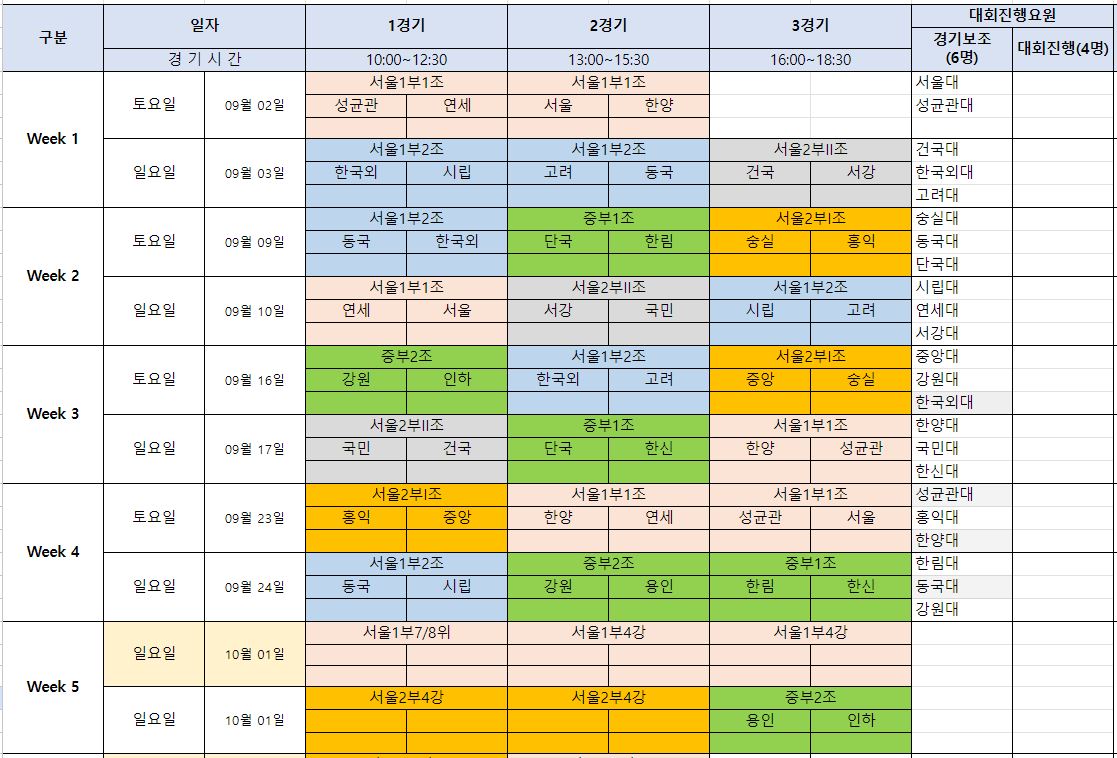 구분 일자 1경기 2경기 3경기 대회진행요원
경기보조(6명) 대회진행(4명)
경 기 시 간 10:00~12:30 13:00~15:30 16:00~18:30
Week 1
토요일 09월 02일
서울1부1조 서울1부1조 서울대
성균관 연세 서울 한양 성균관대
일요일 09월 03일
서울1부2조 서울1부2조 서울2부II조 건국대
한국외 시립 고려 동국 건국 서강 한국외대
고려대
Week 2
토요일 09월 09일
서울1부2조 중부1조 서울2부I조 숭실대
동국 한국외 단국 한림 숭실 홍익 동국대
단국대
일요일 09월 10일
서울1부1조 서울2부II조 서울1부2조 시립대
연세 서울 서강 국민 시립 고려 연세대
서강대
Week 3
토요일 09월 16일
중부2조 서울1부2조 서울2부I조 중앙대
강원 인하 한국외 고려 중앙 숭실 강원대
한국외대
일요일 09월 17일
서울2부II조 중부1조 서울1부1조 한양대
국민 건국 단국 한신 한양 성균관 국민대
한신대
Week 4
토요일 09월 23일
서울2부I조 서울1부1조 서울1부1조 성균관대
홍익 중앙 한양 연세 성균관 서울 홍익대
한양대
일요일 09월 24일
서울1부2조 중부2조 중부1조 한림대
동국 시립 강원 용인 한림 한신 동국대
강원대
Week 5
일요일 10월 01일
서울1부7/8위 서울1부4강 서울1부4강
일요일 10월 01일
서울2부4강 서울2부4강 중부2조
용인 인하